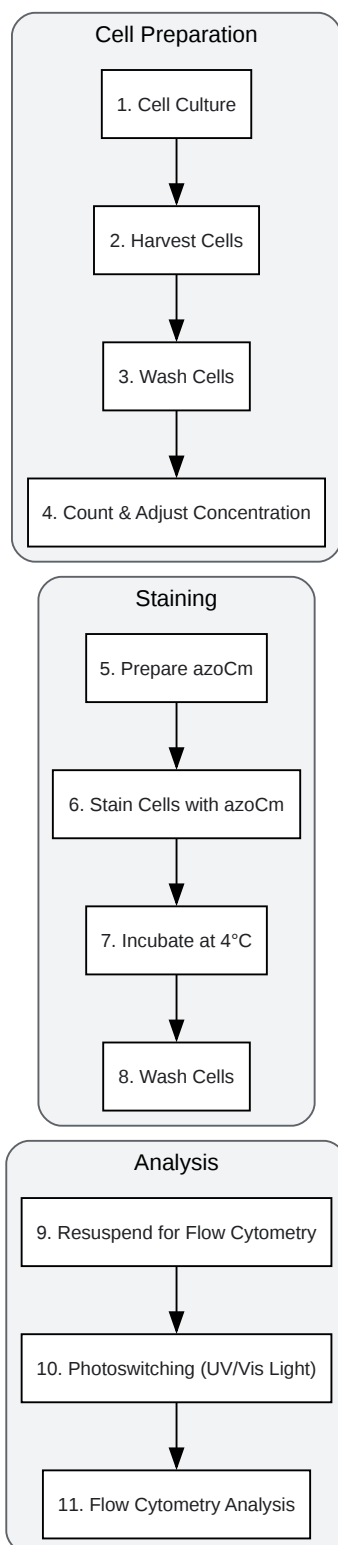 Cell Preparation
1. Cell Culture
2. Harvest Cells
3. Wash Cells
4. Count & Adjust Concentration
Staining
5. Prepare azoCm
6. Stain Cells with azoCm
7. Incubate at 4°C
8. Wash Cells
Analysis
9. Resuspend for Flow Cytometry
10. Photoswitching (UV/Vis Light)
11. Flow Cytometry Analysis